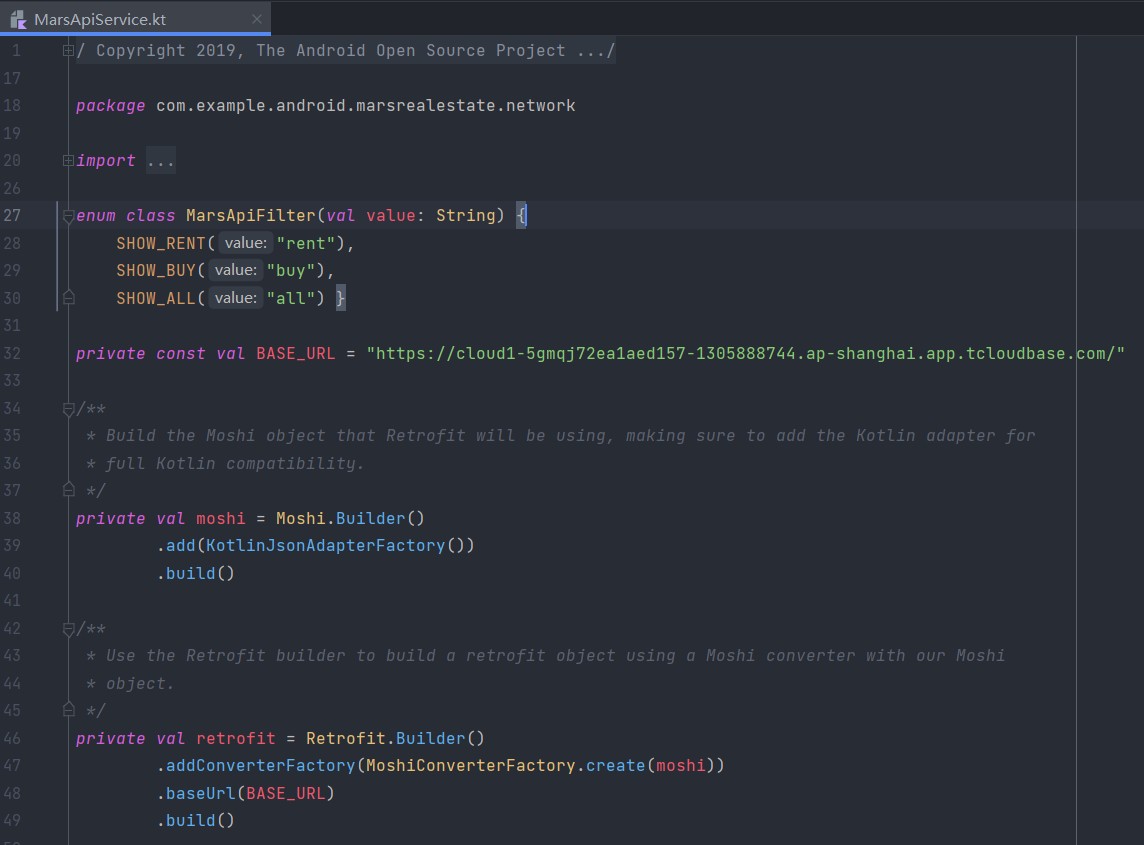 MarsApiService.kt
1 / Copyright 2019, The Android Open Source Project .../
17
18 package com.example.android.marsrealestate.network
19
20 import ...
26
27 enum class MarsApiFilter(val value: String) {
28     SHOW_RENT( value: "rent"),
29     SHOW_BUY( value: "buy"),
30     SHOW_ALL( value: "all") }
31
32 private const val BASE_URL = "https://cloud1-5gmqj72ea1aed157-1305888744.ap-shanghai.app.tcloudbase.com/"
33
34 /**
35  * Build the Moshi object that Retrofit will be using, making sure to add the Kotlin adapter for
36  * full Kotlin compatibility.
37  */
38 private val moshi = Moshi.Builder()
39         .add(KotlinJsonAdapterFactory())
40         .build()
41
42 /**
43  * Use the Retrofit builder to build a retrofit object using a Moshi converter with our Moshi
44  * object.
45  */
46 private val retrofit = Retrofit.Builder()
47         .addConverterFactory(MoshiConverterFactory.create(moshi))
48         .baseUrl(BASE_URL)
49         .build()